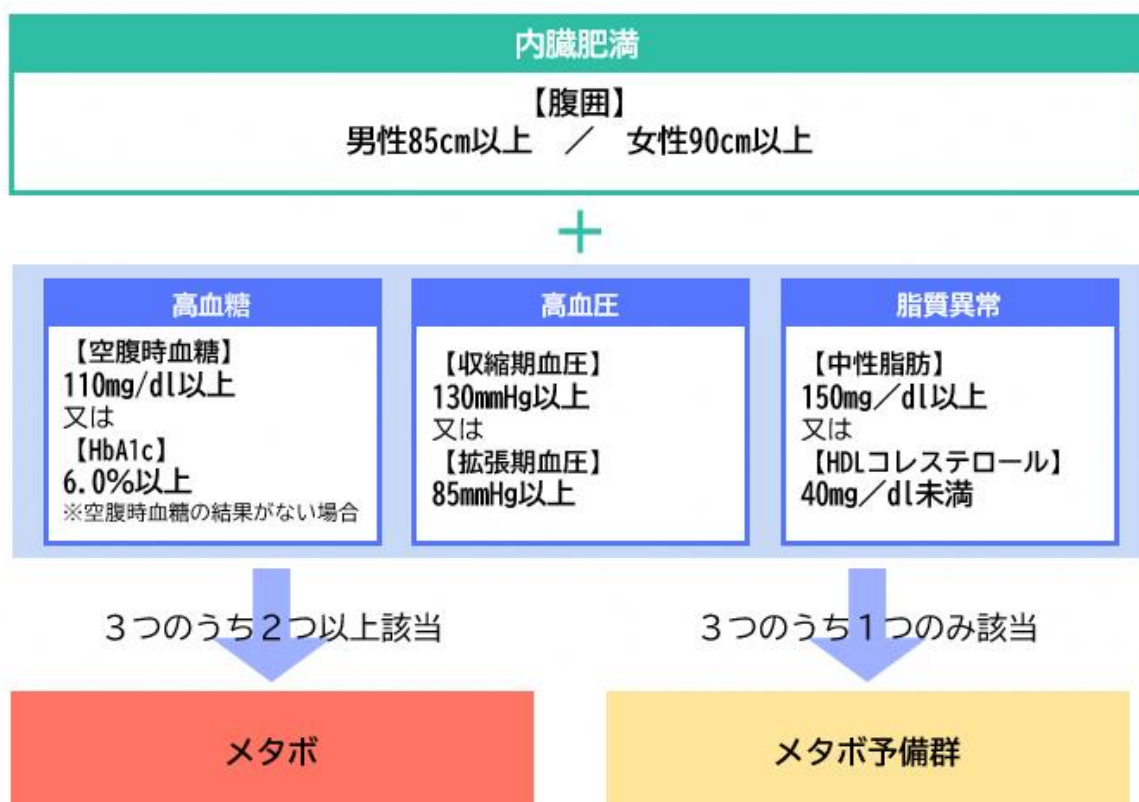 内臓肥満
【腹囲】
男性85cm以上 ／ 女性90cm以上
＋
高血糖
【空腹時血糖】
110mg/dl以上
又は
【HbA1c】
6.0%以上
※空腹時血糖の結果がない場合
高血圧
【収縮期血圧】
130mmHg以上
又は
【拡張期血圧】
85mmHg以上
脂質異常
【中性脂肪】
150mg／dl以上
又は
【HDLコレステロール】
40mg／dl未満
３つのうち２つ以上該当
３つのうち１つのみ該当
メタボ
メタボ予備群